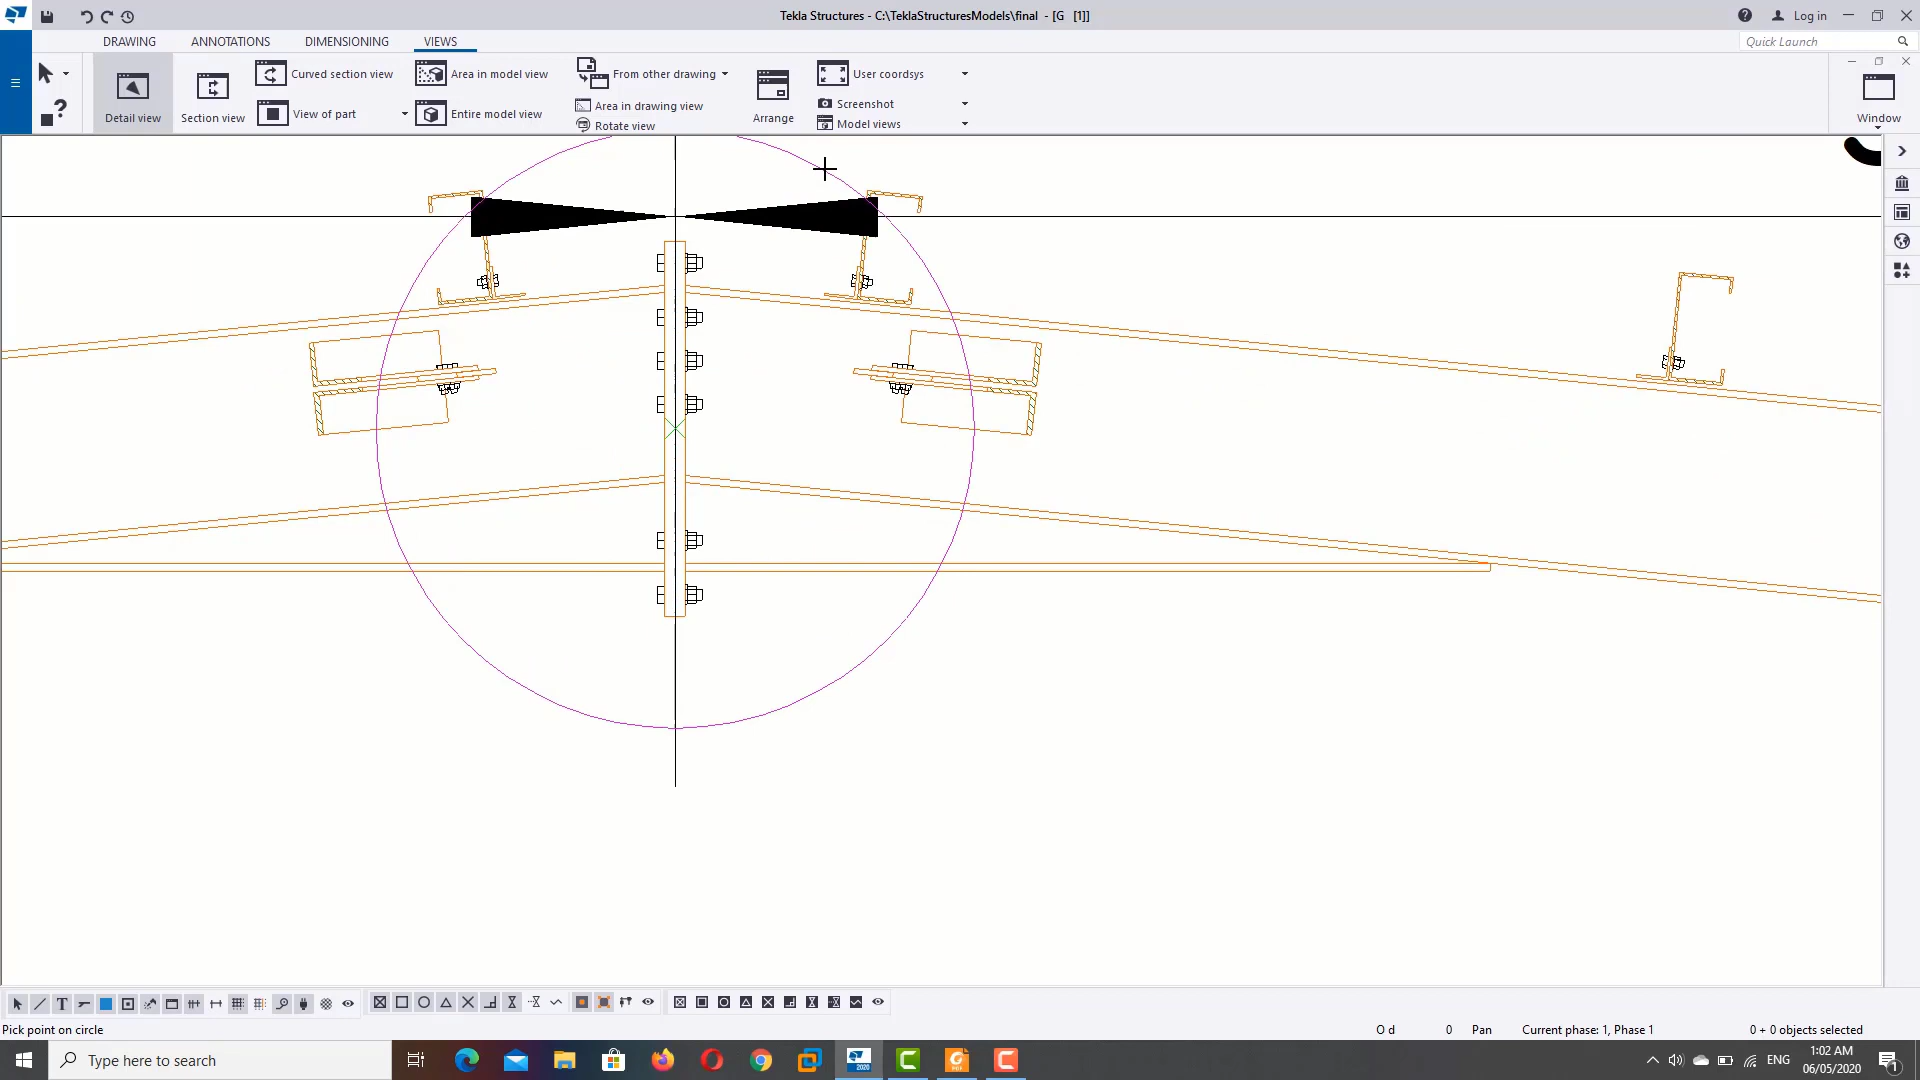 Tekla Structures - C:\TeklaStructuresModels\final - [G [1]]
Log in
DRAWING ANNOTATIONS DIMENSIONING VIEWS
Quick Launch
Detail view
Section view
Curved section view
View of part
Area in model view
Entire model view
From other drawing
Area in drawing view
Rotate view
Arrange
User coordsys
Screenshot
Model views
Window
Pick point on circle
O d 0 Pan Current phase: 1, Phase 1 0 + 0 objects selected
Type here to search
2020
ENG
1:02 AM
06/05/2020
1